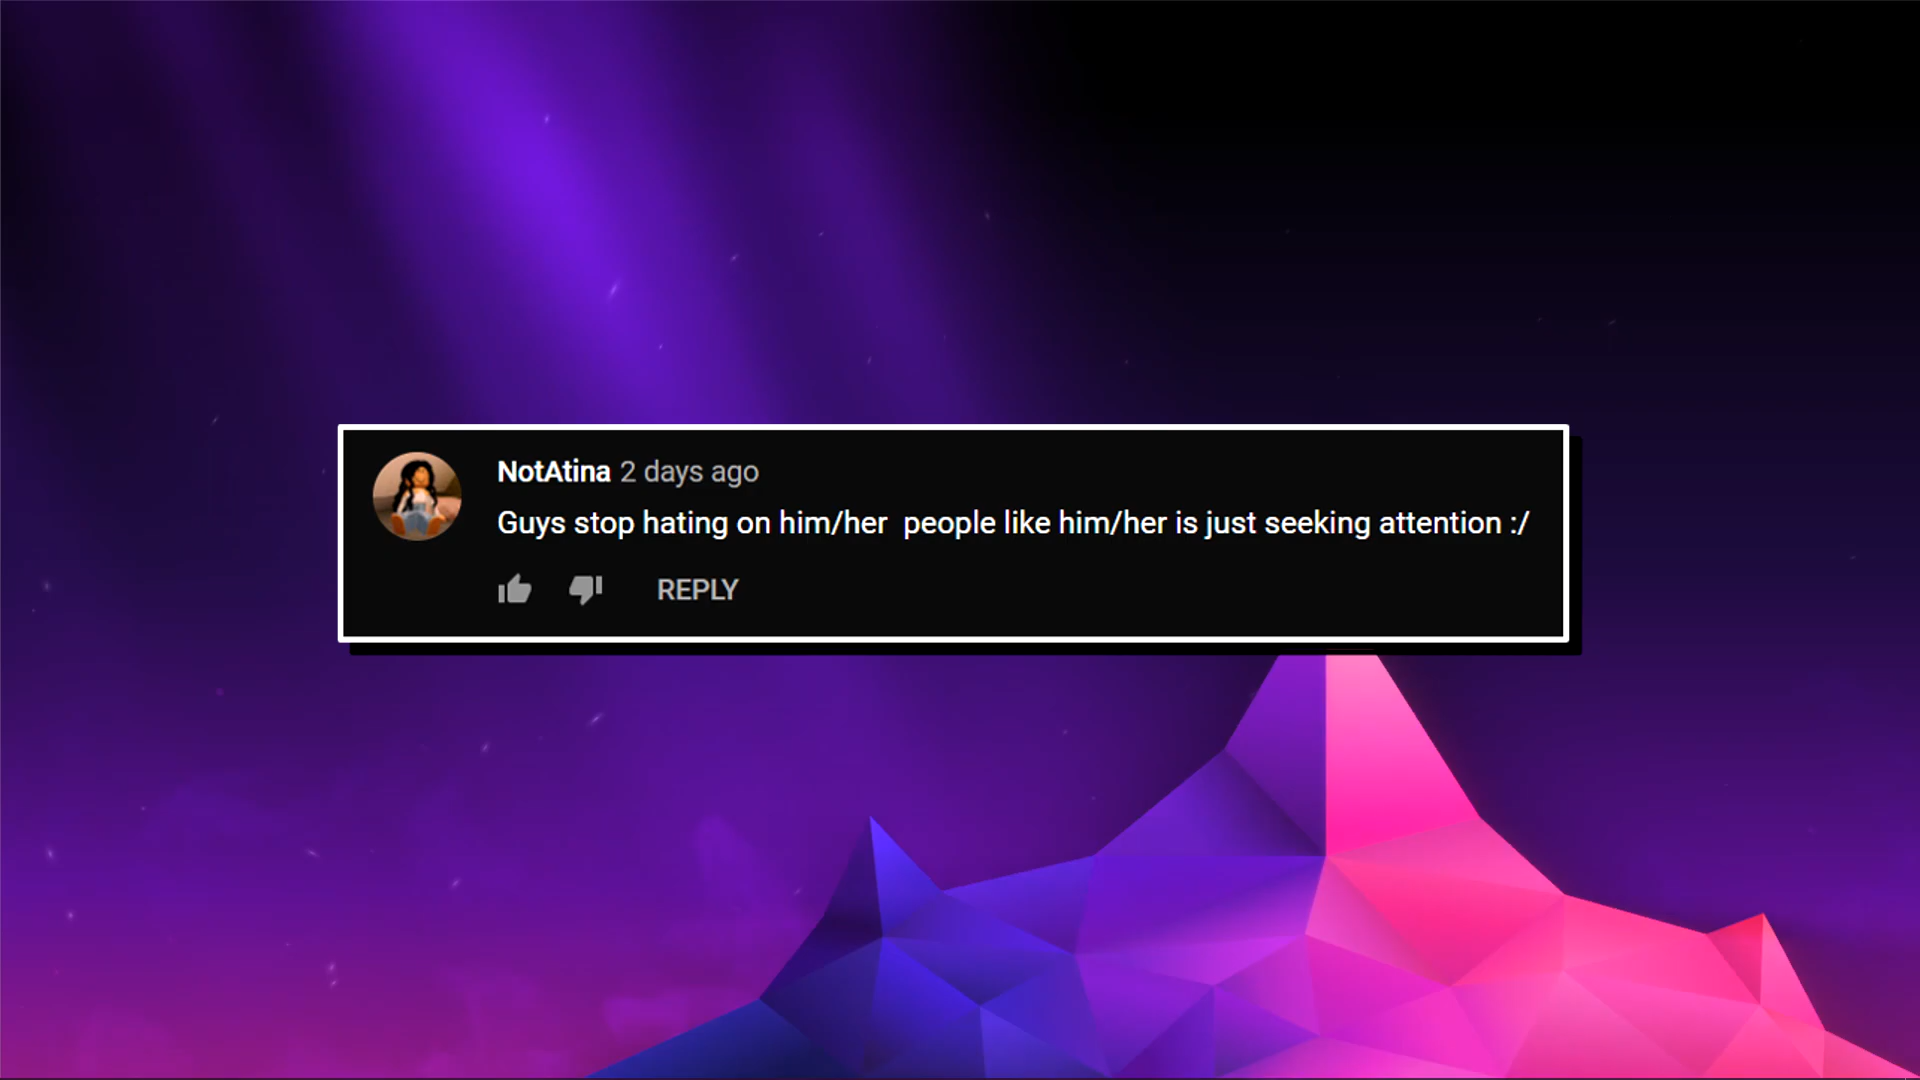 NotAtina 2 days ago
Guys stop hating on him/her  people like him/her is just seeking attention :/
REPLY